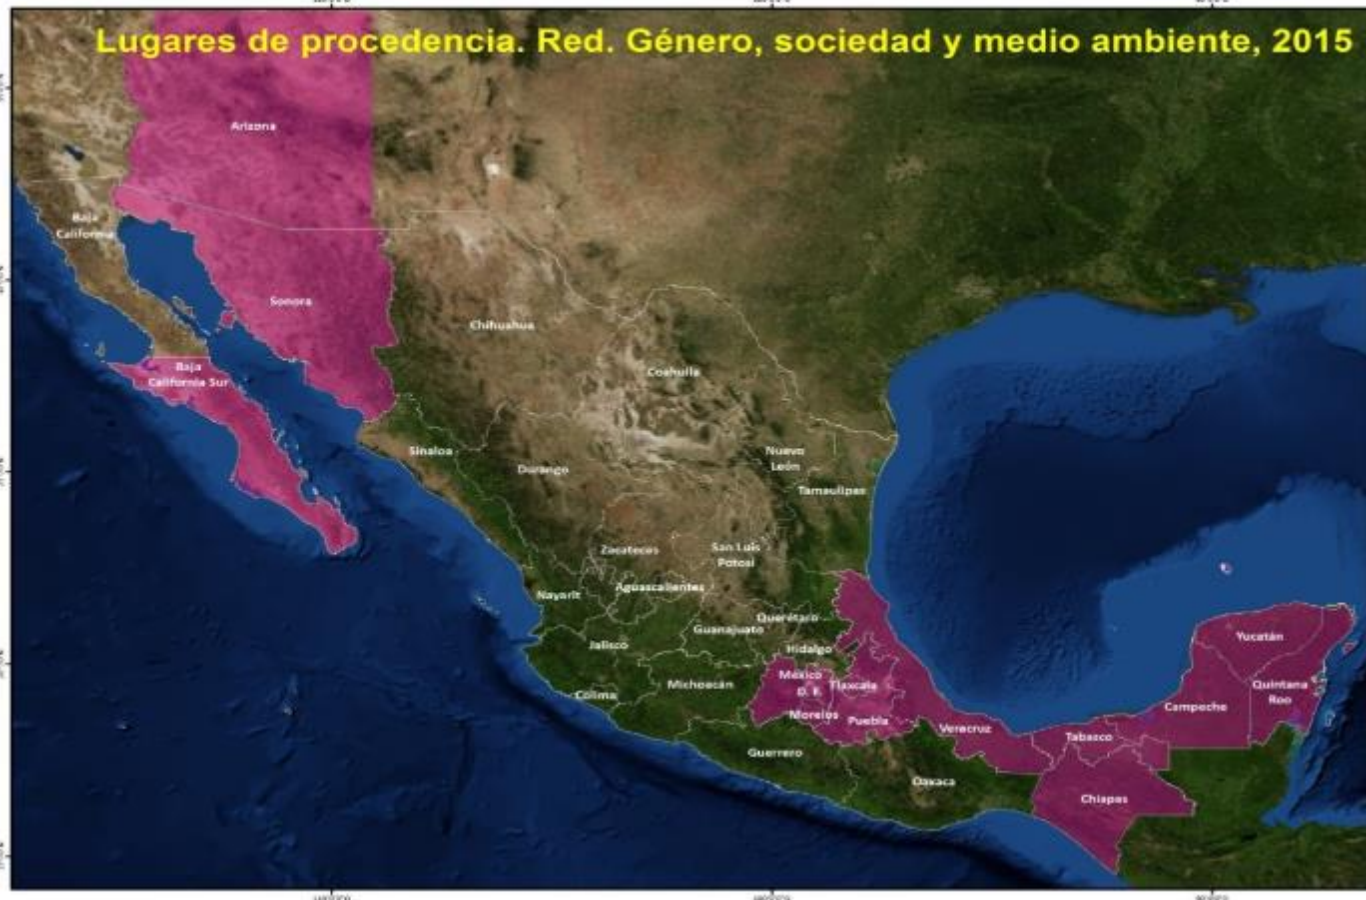 Lugares de procedencia. Red. Género, sociedad y medio ambiente, 2015
Arizona
Baja
California
Sonora
Chihuahua
Baja
California Sur
Coahuila
Sinaloa
Durango
Nuevo
León
Tamaulipas
Zacatecas
San Luis
Potosí
Aguascalientes
Nayarit
Querétaro
Guanajuato
Jalisco
Hidalgo
Yucatán
México
D. F.
Tlaxcala
Michoacán
Colima
Quintana
Roo
Campeche
Morelos
Puebla
Veracruz
Tabasco
Guerrero
Oaxaca
Chiapas